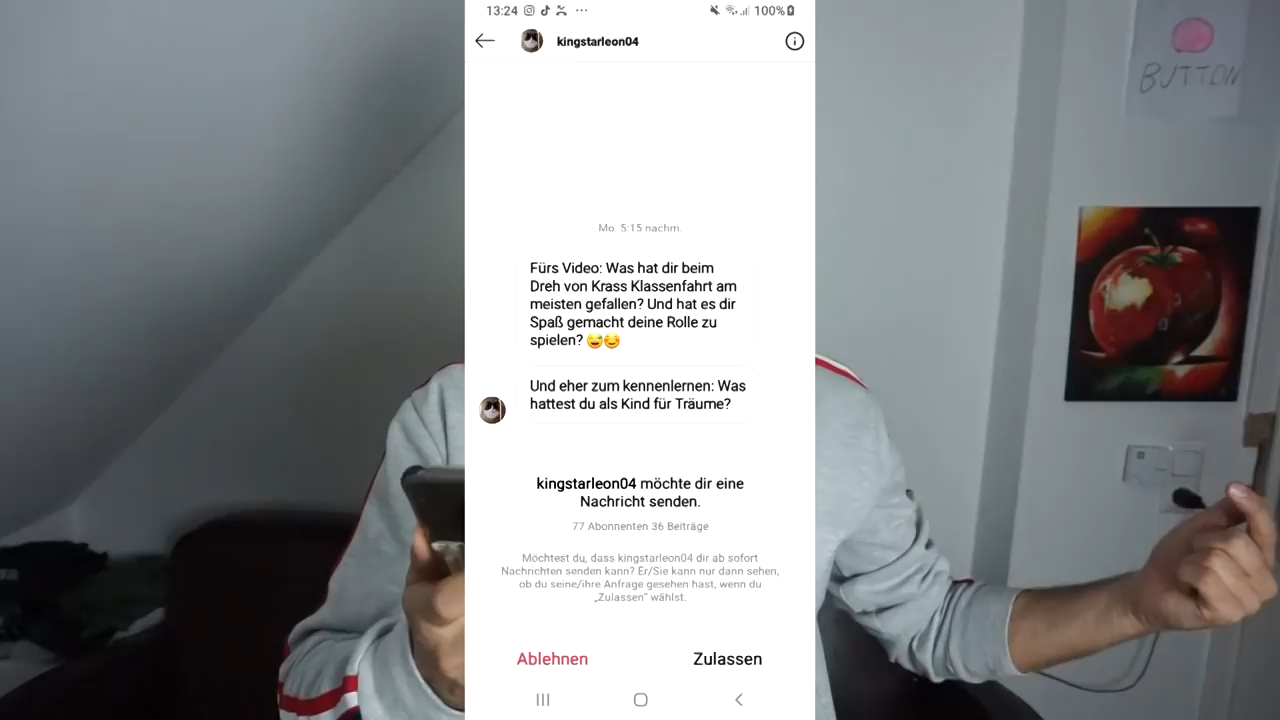 13:24 ... 100%
kingstarleon04
BUTTON
Mo. 5:15 nachm.
Fürs Video: Was hat dir beim
Dreh von Krass Klassenfahrt am
meisten gefallen? Und hat es dir
Spaß gemacht deine Rolle zu
spielen? 😅☺️
Und eher zum kennenlernen: Was
hattest du als Kind für Träume?
kingstarleon04 möchte dir eine
Nachricht senden.
77 Abonnenten 36 Beiträge
Möchtest du, dass kingstarleon04 dir ab sofort
Nachrichten senden kann? Er/Sie kann nur dann sehen,
ob du seine/ihre Anfrage gesehen hast, wenn du
„Zulassen" wählst.
Ablehnen
Zulassen